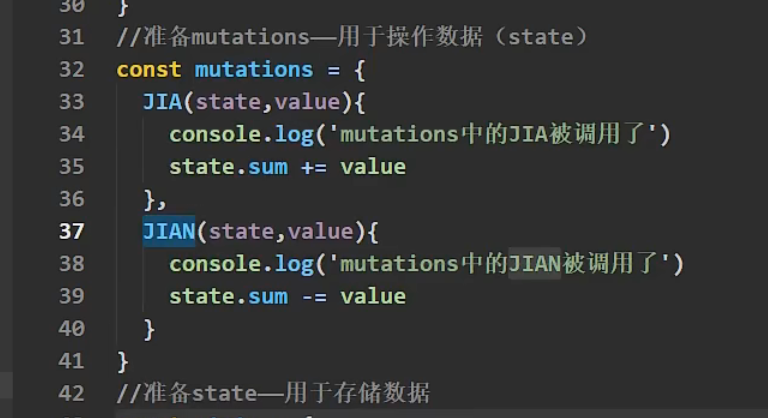 30 }
31 //准备mutations——用于操作数据（state）
32 const mutations = {
33 JIA(state,value){
34 console.log('mutations中的JIA被调用了')
35 state.sum += value
36 },
37 JIAN(state,value){
38 console.log('mutations中的JIAN被调用了')
39 state.sum -= value
40 }
41 }
42 //准备state——用于存储数据